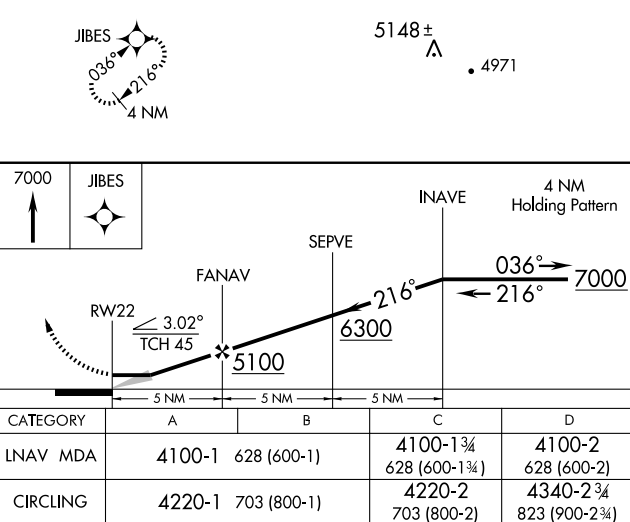 JIBES
036°
216°
4 NM
5148 ±
4971
7000
JIBES
INAVE
4 NM
Holding Pattern
SEPVE
036°
216°
7000
216°
FANAV
6300
RW22
3.02°
TCH 45
5100
5 NM
5 NM
5 NM
CATEGORY A B C D
LNAV MDA 4100-1 628 (600-1) 4100-1¾ 628 (600-1¾) 4100-2 628 (600-2)
CIRCLING 4220-1 703 (800-1) 4220-2 703 (800-2) 4340-2¾ 823 (900-2¾)